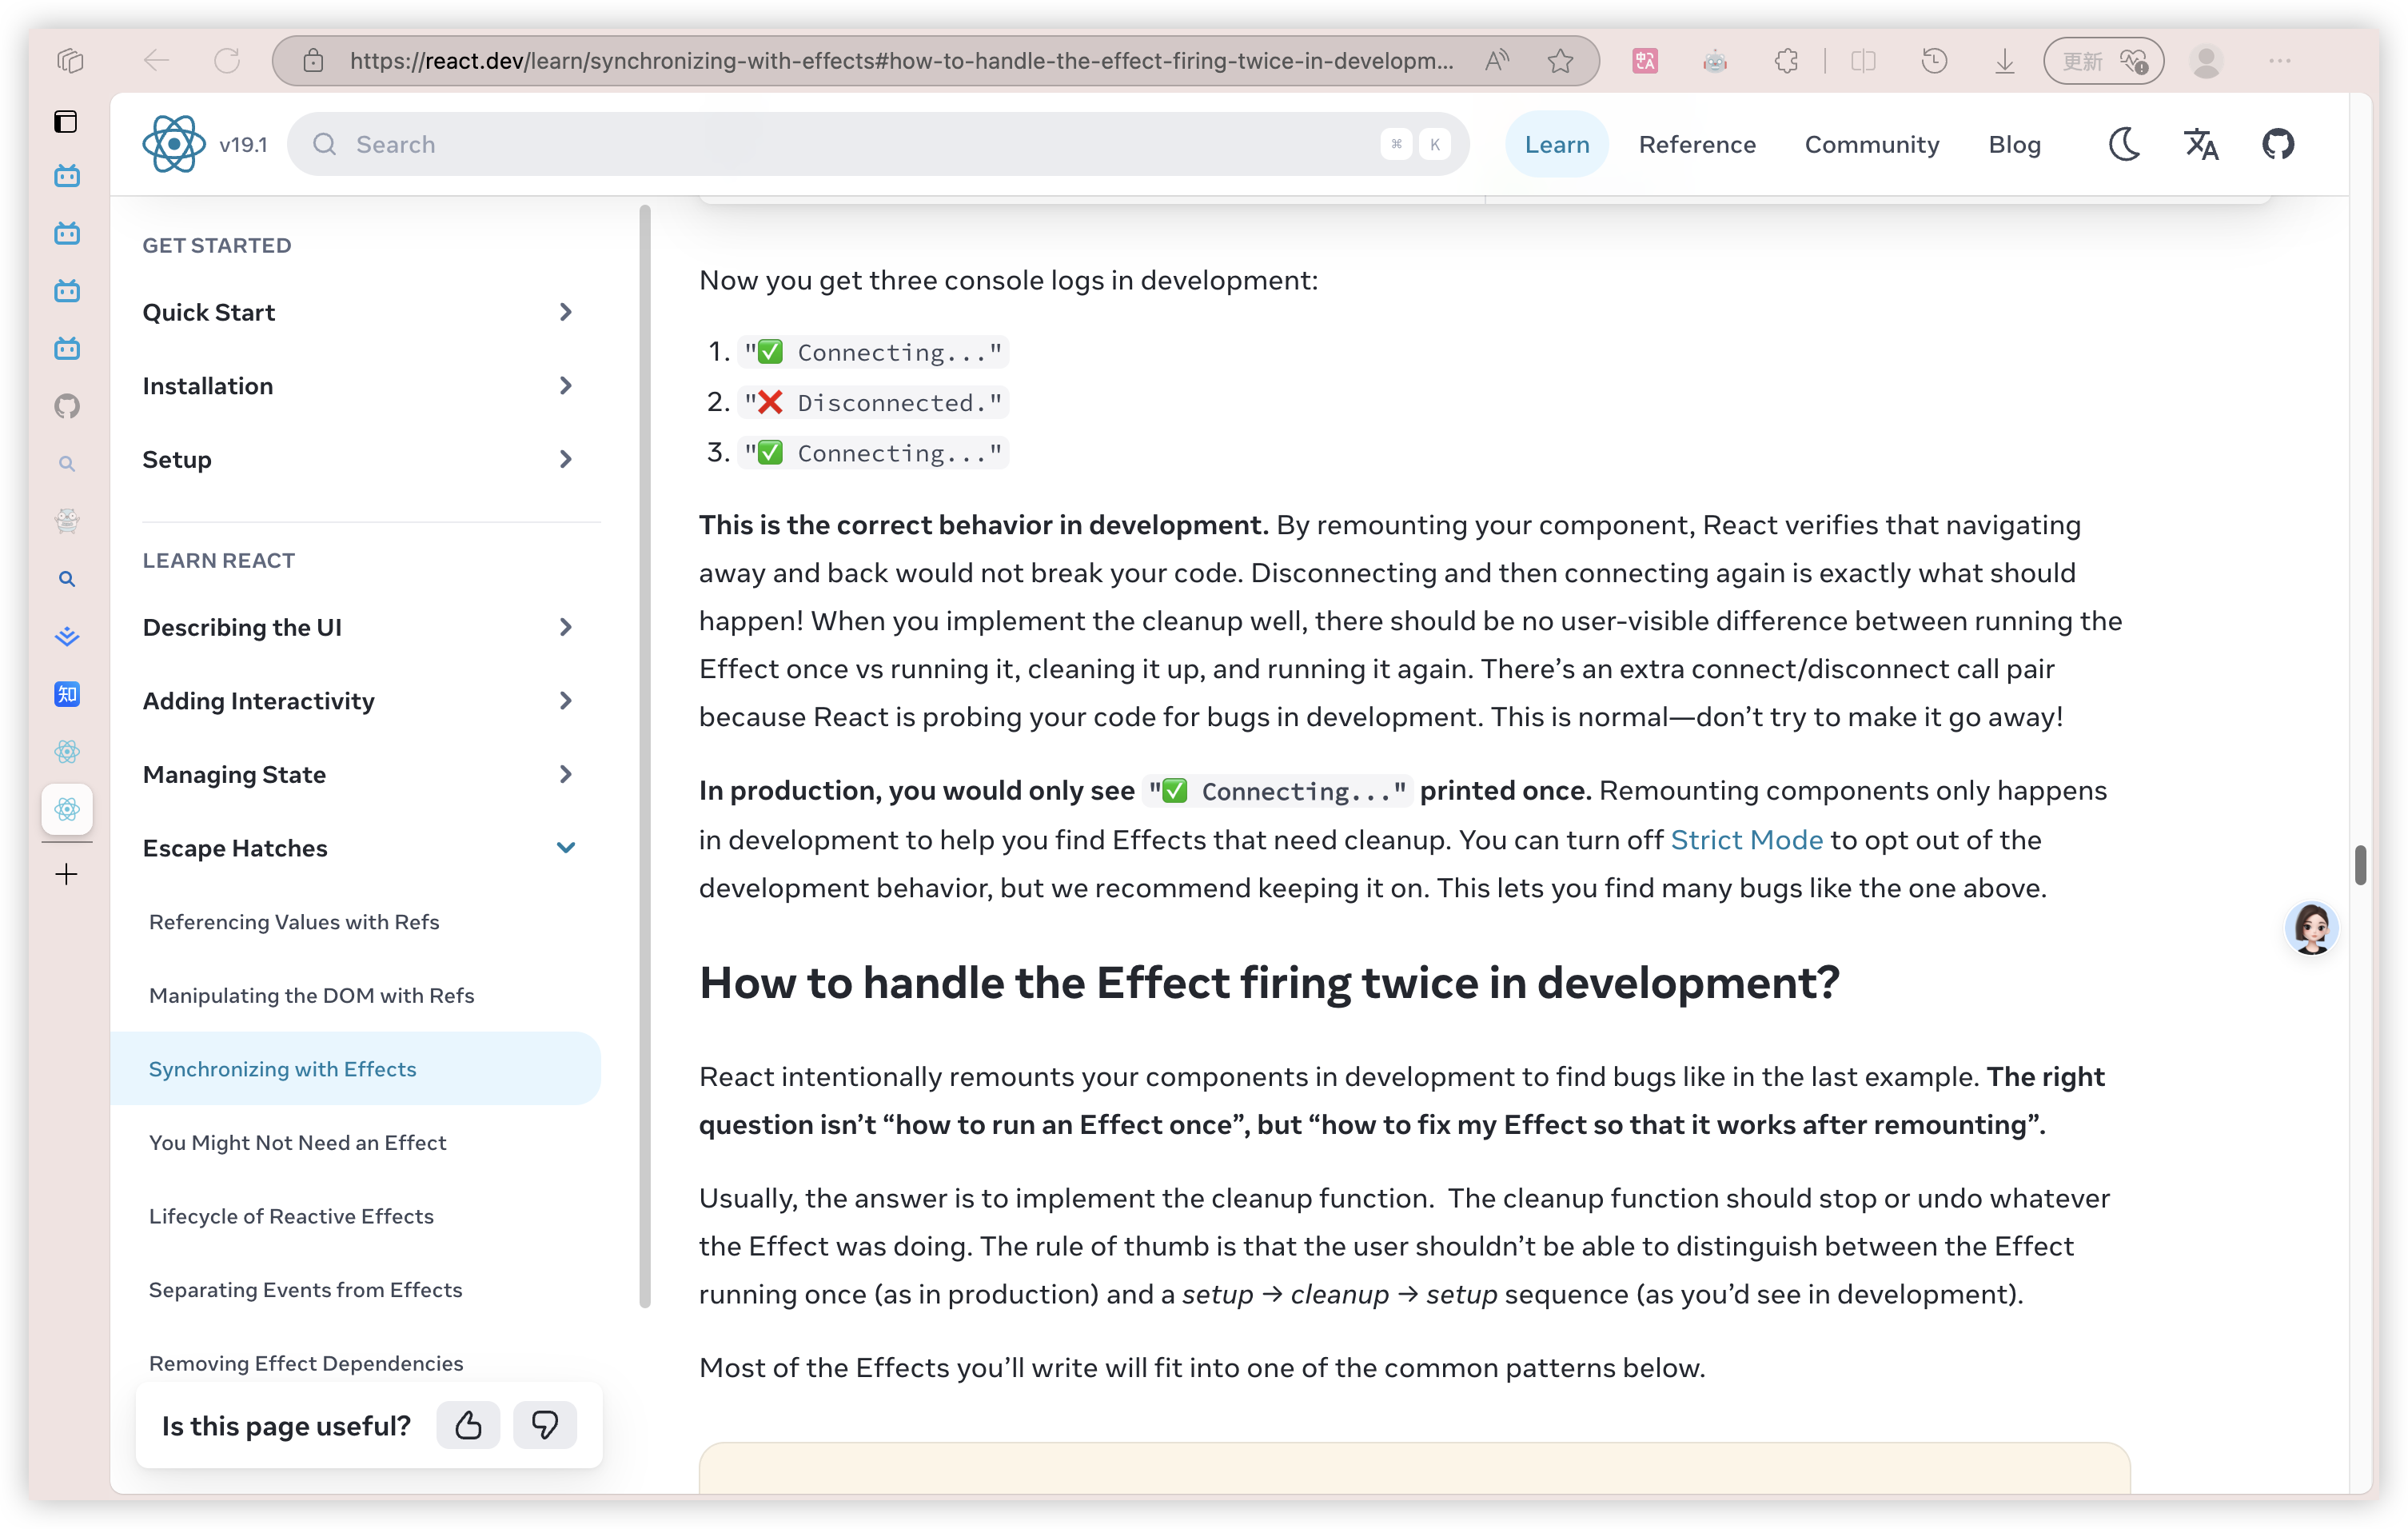 https://react.dev/learn/synchronizing-with-effects#how-to-handle-the-effect-firing-twice-in-developm...
更新
v19.1
Search
⌘ K
Learn
Reference
Community
Blog
GET STARTED
Quick Start
Installation
Setup
LEARN REACT
Describing the UI
Adding Interactivity
Managing State
Escape Hatches
Referencing Values with Refs
Manipulating the DOM with Refs
Synchronizing with Effects
You Might Not Need an Effect
Lifecycle of Reactive Effects
Separating Events from Effects
Removing Effect Dependencies
Is this page useful?
知
Now you get three console logs in development:
1. "✅ Connecting..."
2. "❌ Disconnected."
3. "✅ Connecting..."
This is the correct behavior in development. By remounting your component, React verifies that navigating
away and back would not break your code. Disconnecting and then connecting again is exactly what should
happen! When you implement the cleanup well, there should be no user-visible difference between running the
Effect once vs running it, cleaning it up, and running it again. There’s an extra connect/disconnect call pair
because React is probing your code for bugs in development. This is normal—don’t try to make it go away!
In production, you would only see "✅ Connecting..." printed once. Remounting components only happens
in development to help you find Effects that need cleanup. You can turn off Strict Mode to opt out of the
development behavior, but we recommend keeping it on. This lets you find many bugs like the one above.
How to handle the Effect firing twice in development?
React intentionally remounts your components in development to find bugs like in the last example. The right
question isn’t “how to run an Effect once”, but “how to fix my Effect so that it works after remounting”.
Usually, the answer is to implement the cleanup function. The cleanup function should stop or undo whatever
the Effect was doing. The rule of thumb is that the user shouldn’t be able to distinguish between the Effect
running once (as in production) and a setup → cleanup → setup sequence (as you’d see in development).
Most of the Effects you’ll write will fit into one of the common patterns below.